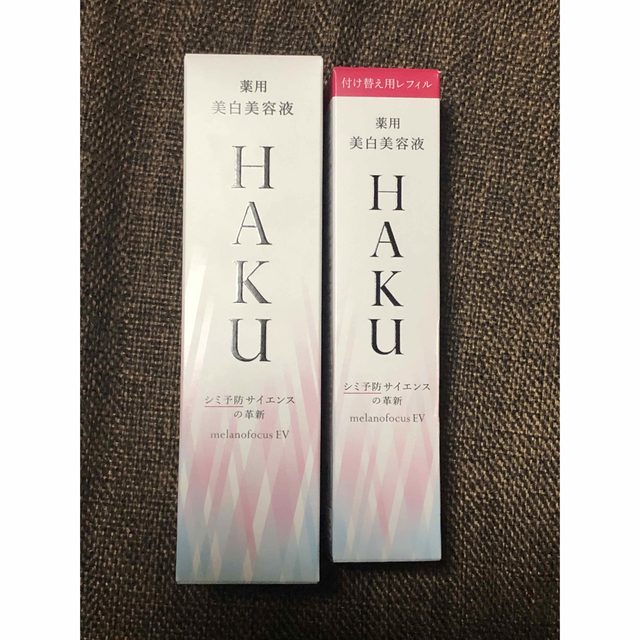 薬用
美白美容液
HAKU
シミ予防サイエンス
の革新
melanofocus EV
付け替え用レフィル
薬用
美白美容液
HAKU
シミ予防サイエンス
の革新
melanofocus EV